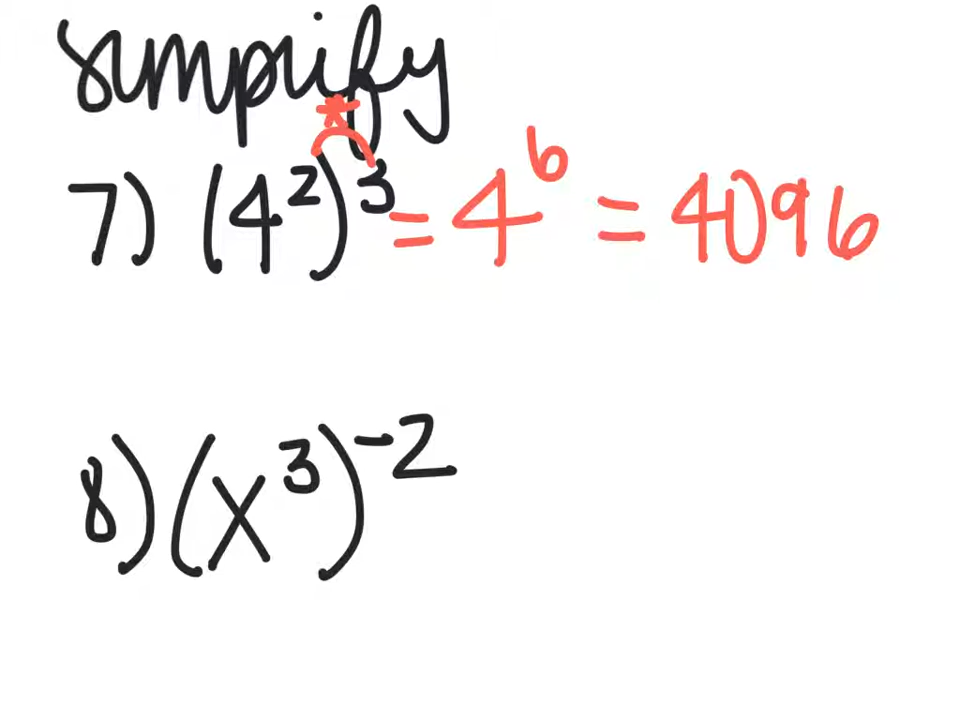 simplify
7) (4²)³ = 4⁶ = 4096
*
8) (x³)⁻²